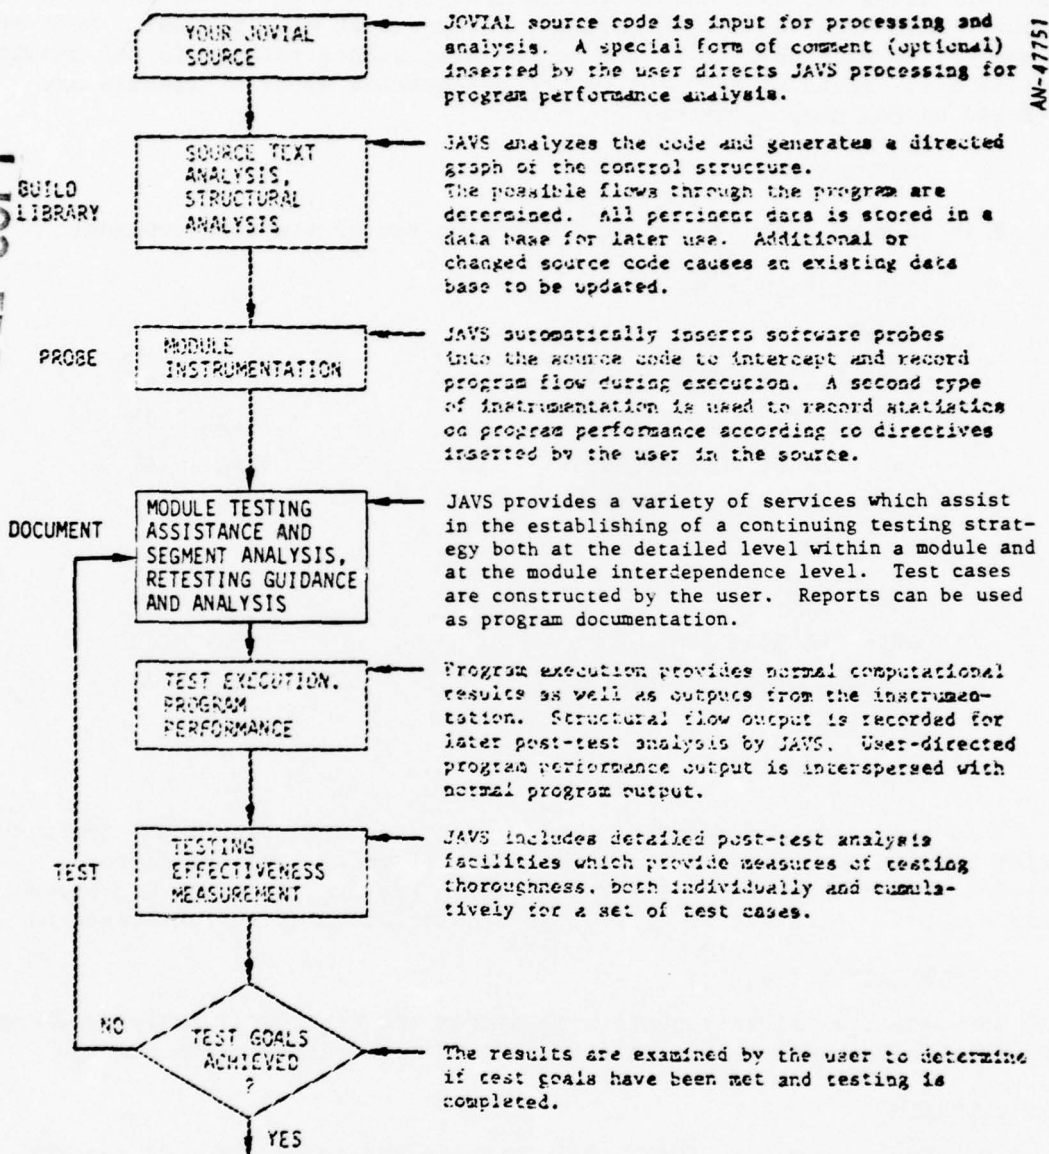 YOUR JOVIAL
SOURCE
JOVIAL source code is input for processing and
analysis. A special form of comment (optional)
inserted by the user directs JAVS processing for
program performance analysis.
AN-47751
BUILD
LIBRARY
SOURCE TEXT
ANALYSIS,
STRUCTURAL
ANALYSIS
JAVS analyzes the code and generates a directed
graph of the control structure.
The possible flows through the program are
determined. All pertinent data is stored in a
data base for later use. Additional or
changed source code causes an existing data
base to be updated.
PROBE
MODULE
INSTRUMENTATION
JAVS automatically inserts software probes
into the source code to intercept and record
program flow during execution. A second type
of instrumentation is used to record statistics
on program performance according to directives
inserted by the user in the source.
DOCUMENT
MODULE TESTING
ASSISTANCE AND
SEGMENT ANALYSIS,
RETESTING GUIDANCE
AND ANALYSIS
JAVS provides a variety of services which assist
in the establishing of a continuing testing strat-
egy both at the detailed level within a module and
at the module interdependence level. Test cases
are constructed by the user. Reports can be used
as program documentation.
TEST EXECUTION,
PROGRAM
PERFORMANCE
Program execution provides normal computational
results as well as outputs from the instrumen-
tation. Structural flow output is recorded for
later post-test analysis by JAVS. User-directed
program performance output is interspersed with
normal program output.
TEST
TESTING
EFFECTIVENESS
MEASUREMENT
JAVS includes detailed post-test analysis
facilities which provide measures of testing
thoroughness, both individually and cumula-
tively for a set of test cases.
NO
TEST GOALS
ACHIEVED
?
The results are examined by the user to determine
if test goals have been met and testing is
completed.
YES